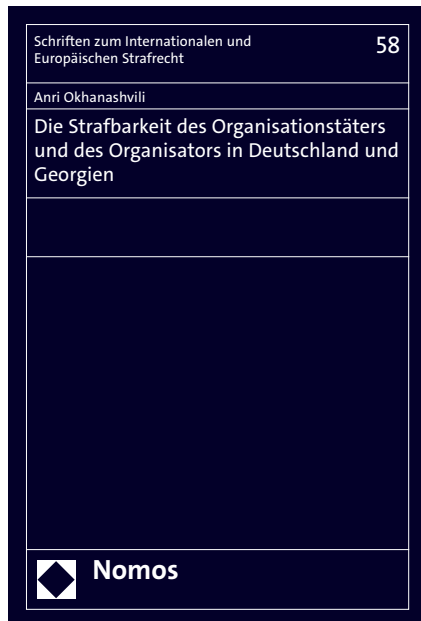 Schriften zum Internationalen und
Europäischen Strafrecht
58
Anri Okhanashvili
Die Strafbarkeit des Organisationstäters
und des Organisators in Deutschland und
Georgien
Nomos